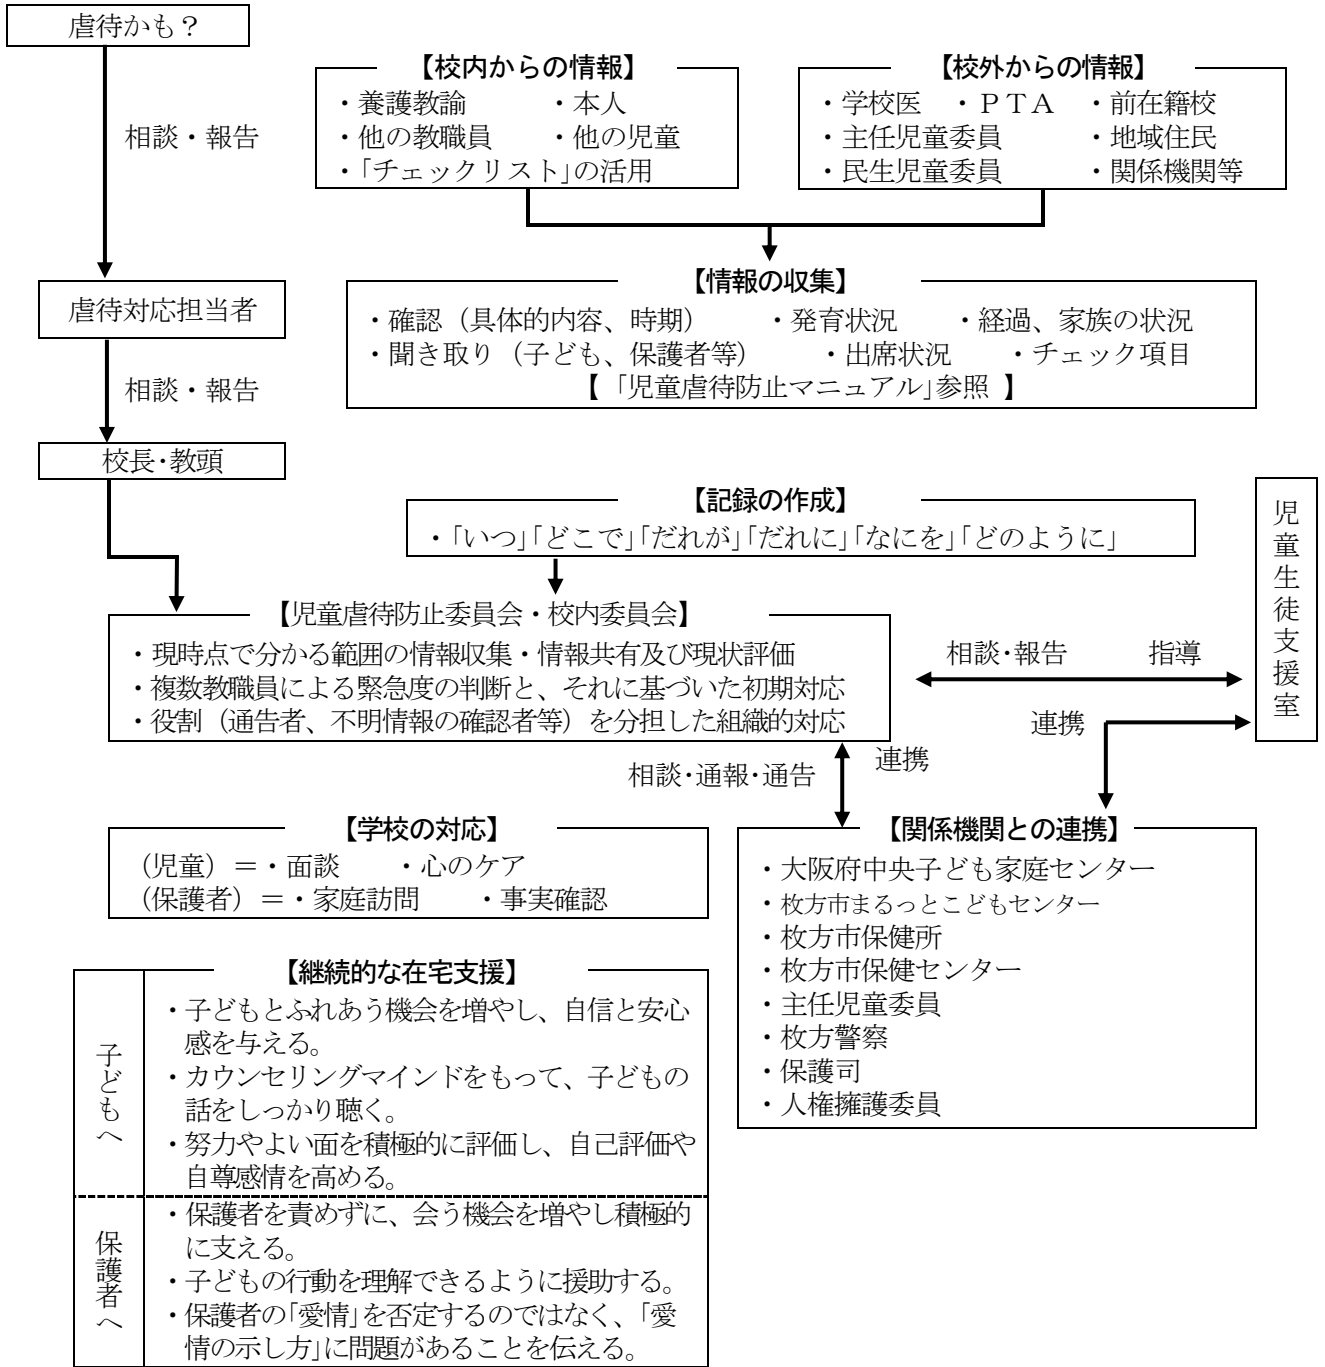 虐待かも？
相談・報告
【校内からの情報】
・養護教諭　　・本人
・他の教職員　・他の児童
・「チェックリスト」の活用
【校外からの情報】
・学校医　・ＰＴＡ　・前在籍校
・主任児童委員　　・地域住民
・民生児童委員　　・関係機関等
【情報の収集】
・確認（具体的内容、時期）　・発育状況　・経過、家族の状況
・聞き取り（子ども、保護者等）　・出席状況　・チェック項目
【「児童虐待防止マニュアル」参照 】
虐待対応担当者
相談・報告
校長・教頭
【記録の作成】
・「いつ」「どこで」「だれが」「だれに」「なにを」「どのように」
【児童虐待防止委員会・校内委員会】
・現時点で分かる範囲の情報収集・情報共有及び現状評価
・複数教職員による緊急度の判断と、それに基づいた初期対応
・役割（通告者、不明情報の確認者等）を分担した組織的対応
相談・報告　　指導
児童生徒支援室
連携
相談・通報・通告
連携
【学校の対応】
（児童）＝・面談　　・心のケア
（保護者）＝・家庭訪問　　・事実確認
【関係機関との連携】
・大阪府中央子ども家庭センター
・枚方市まるっとこどもセンター
・枚方市保健所
・枚方市保健センター
・主任児童委員
・枚方警察
・保護司
・人権擁護委員
【継続的な在宅支援】
子どもへ
・子どもとふれあう機会を増やし、自信と安心
感を与える。
・カウンセリングマインドをもって、子どもの
話をしっかり聴く。
・努力やよい面を積極的に評価し、自己評価や
自尊感情を高める。
保護者へ
・保護者を責めずに、会う機会を増やし積極的
に支える。
・子どもの行動を理解できるように援助する。
・保護者の「愛情」を否定するのではなく、「愛
情の示し方」に問題があることを伝える。